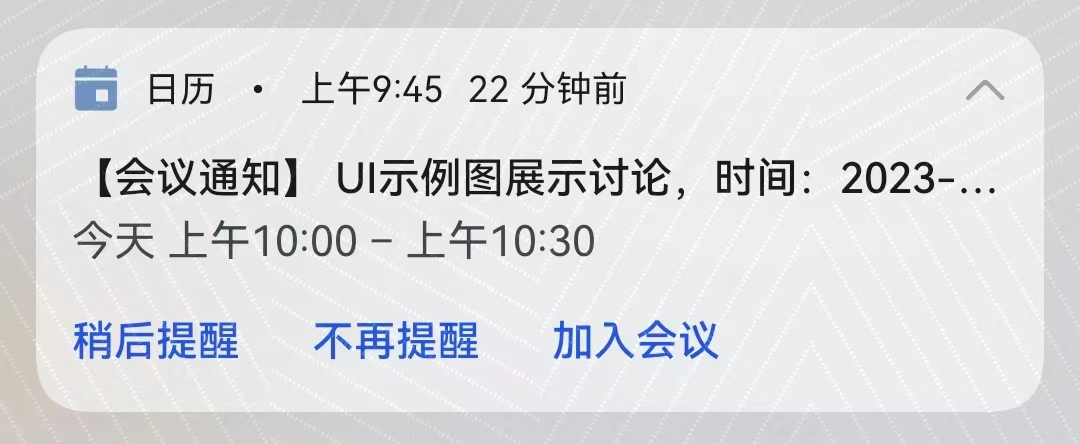 日历 • 上午9:45 22 分钟前
【会议通知】 UI示例图展示讨论，时间：2023-...
今天 上午10:00 – 上午10:30
稍后提醒 不再提醒 加入会议